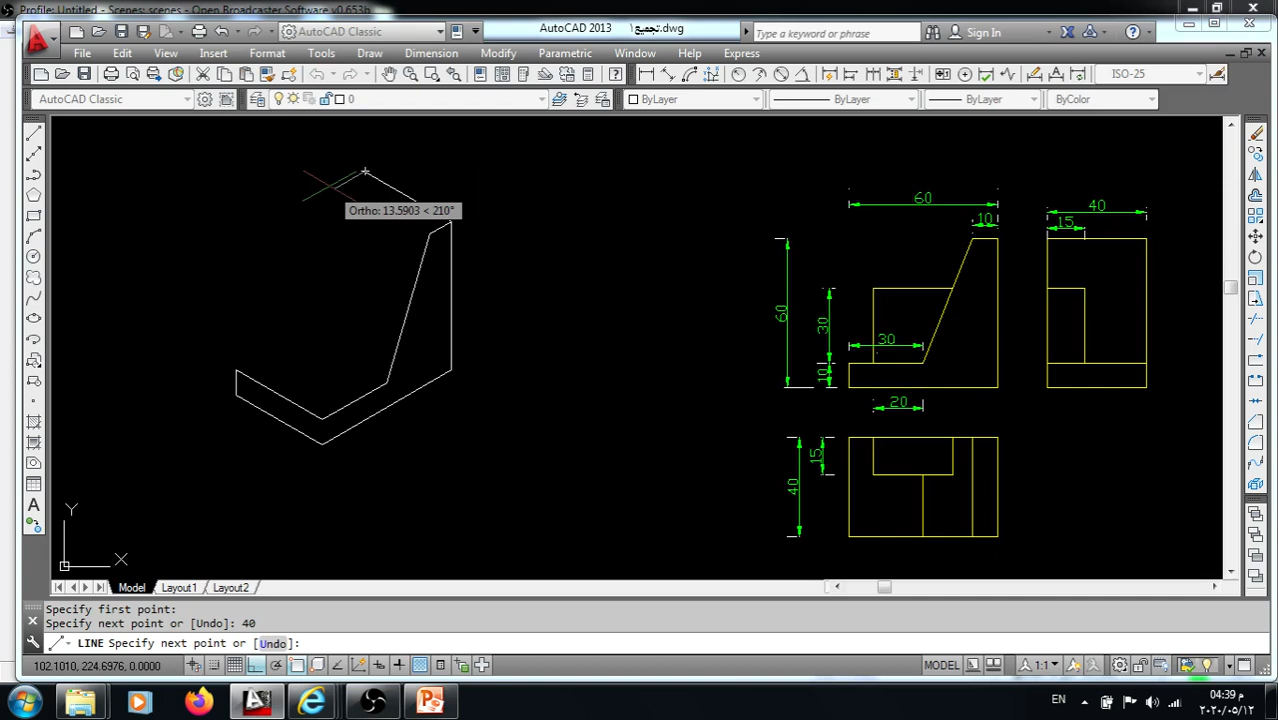 Profile: Untitled - Scenes: scenes - Open Broadcaster Software v0.653b
AutoCAD Classic
AutoCAD 2013
تجميع١.dwg
Type a keyword or phrase
Sign In
File Edit View Insert Format Tools Draw Dimension Modify Parametric Window Help Express
ISO-25
AutoCAD Classic
0
ByLayer
ByLayer
ByLayer
ByColor
Ortho: 13.5903 < 210°
60
10
40
15
60
30
30
10
20
15
40
Y
X
Model Layout1 Layout2
Specify first point:
Specify next point or [Undo]: 40
LINE Specify next point or [Undo]:
102.1010, 224.6976, 0.0000
MODEL
1:1
EN
04:39 م
٢٠٢٠/٠٥/١٢